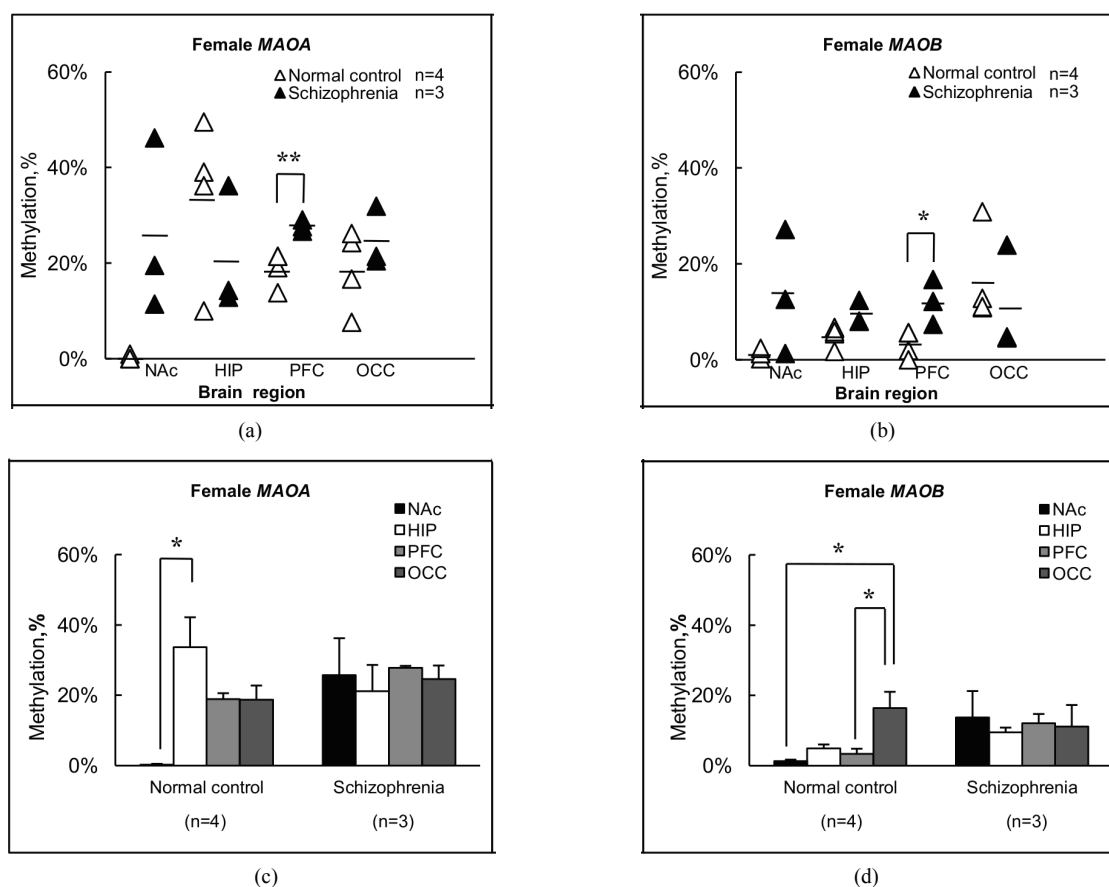 Female MAOA
60%
40%
20%
0%
Methylation,%
Normal control n=4
Schizophrenia n=3
**
NAc HIP PFC OCC
Brain region
(a)
Female MAOB
60%
40%
20%
0%
Methylation,%
Normal control n=4
Schizophrenia n=3
*
NAc HIP PFC OCC
Brain region
(b)
Female MAOA
NAc
HIP
PFC
OCC
60%
40%
20%
0%
Methylation,%
*
Normal control Schizophrenia
(n=4) (n=3)
(c)
Female MAOB
NAc
HIP
PFC
OCC
60%
40%
20%
0%
Methylation,%
*
*
Normal control Schizophrenia
(n=4) (n=3)
(d)